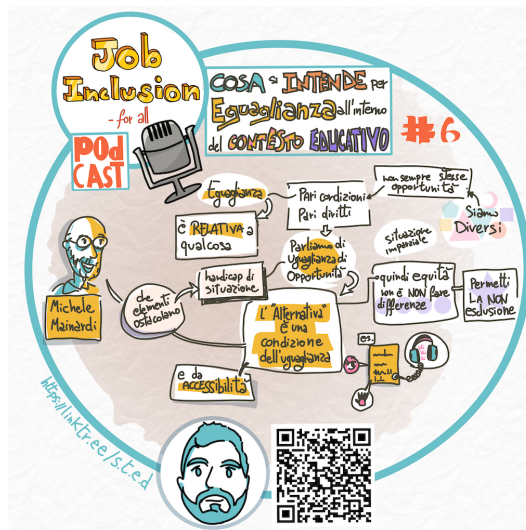 Job
Inclusion
- for all
POD
CAST
COSA si INTENDE per
Eguaglianza all'interno
del CONTESTO EDUCATIVO
#6
Eguaglianza
è RELATIVA a
qualcosa
Pari condizioni
Pari diritti
non sempre stesse
opportunità
Siamo
Diversi
Parliamo di
Uguaglianza di
Opportunità
situazione
imparziale
quindi equità
non è NON fare
differenze
Permetti
LA NON
esclusione
handicap di
situazione
che
elementi
ostacolano
Michele
Mainardi
L' "Alternativa"
è una
condizione
dell'uguaglianza
e da
ACCESSIBILITÀ
es.
https://linktr.ee/s.t.e.d